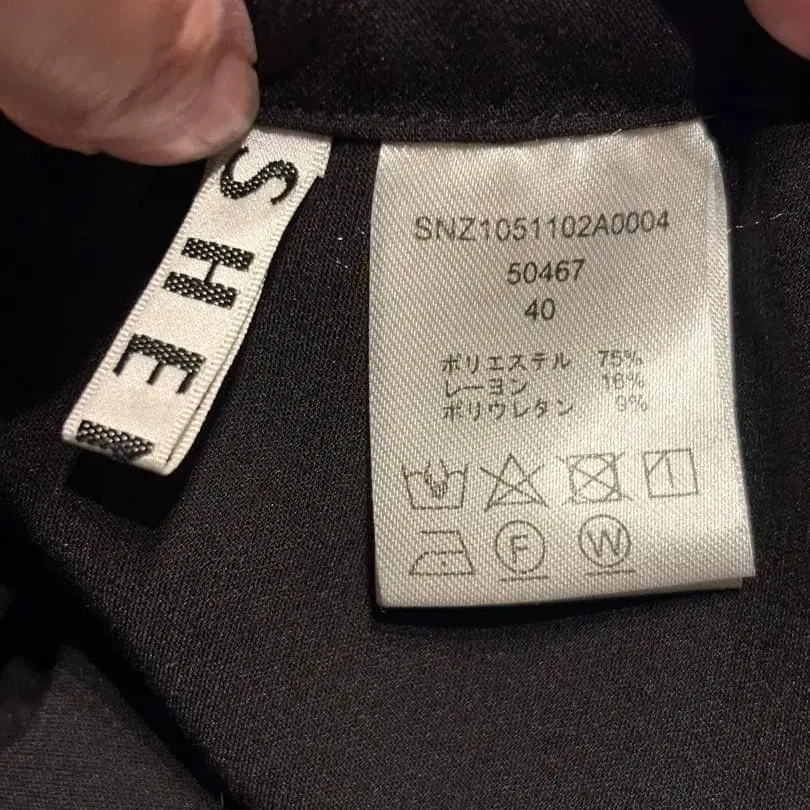 SHE
SNZ1051102A0004
50467
40
ポリエステル 75%
レーヨン 16%
ポリウレタン 9%
F W